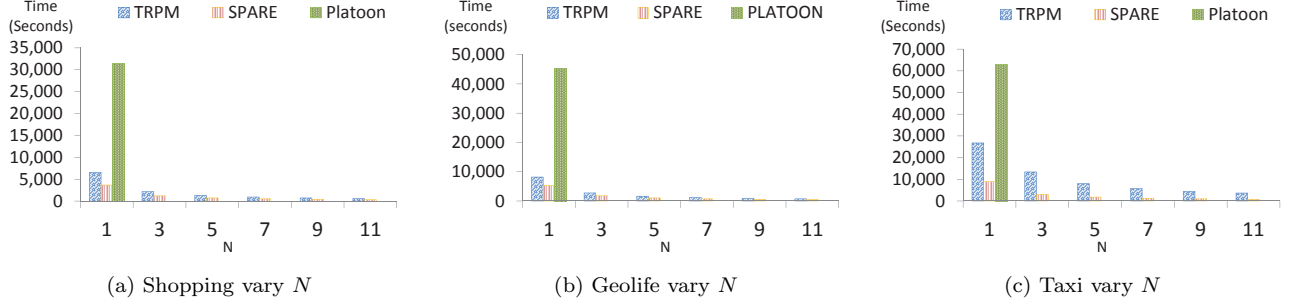 Time
(Seconds)
TRPM SPARE Platoon
35,000
30,000
25,000
20,000
15,000
10,000
5,000
0
1 3 5 7 9 11
N
(a) Shopping vary N
Time
(Seconds)
TRPM SPARE PLATOON
50,000
40,000
30,000
20,000
10,000
0
1 3 5 7 9 11
N
(b) Geolife vary N
Time
(Seconds)
TRPM SPARE Platoon
70,000
60,000
50,000
40,000
30,000
20,000
10,000
0
1 3 5 7 9 11
N
(c) Taxi vary N